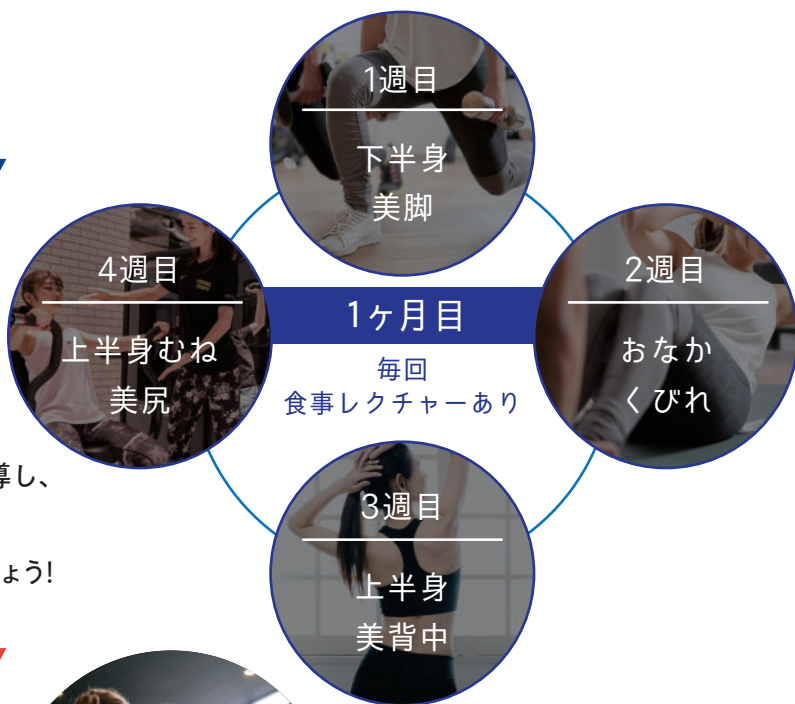 1週目
下半身
美脚
4週目
上半身むね
美尻
1ヶ月目
毎回
食事レクチャーあり
2週目
おなか
くびれ
3週目
上半身
美背中
導し、
ょう!